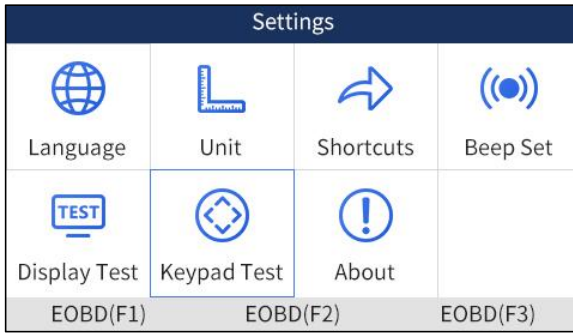 Settings
Language Unit Shortcuts Beep Set
TEST
Display Test Keypad Test About
EOBD(F1) EOBD(F2) EOBD(F3)